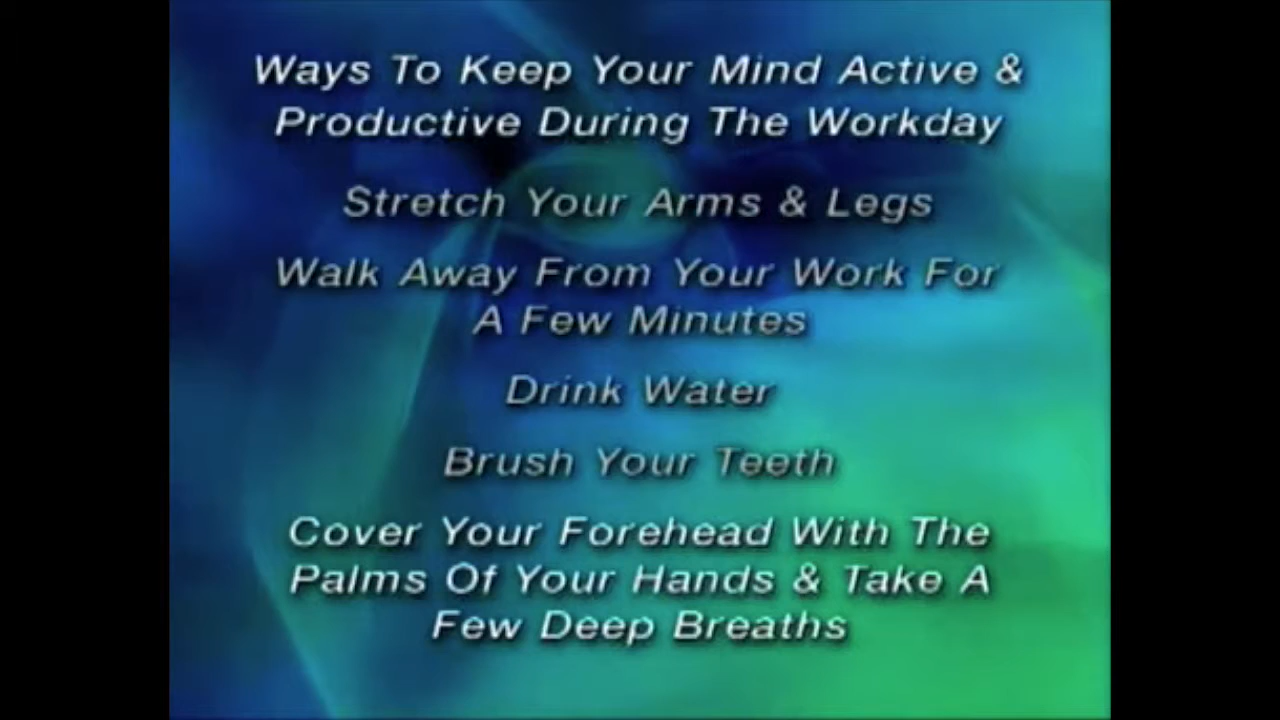 Ways To Keep Your Mind Active &
Productive During The Workday
Stretch Your Arms & Legs
Walk Away From Your Work For
A Few Minutes
Drink Water
Brush Your Teeth
Cover Your Forehead With The
Palms Of Your Hands & Take A
Few Deep Breaths